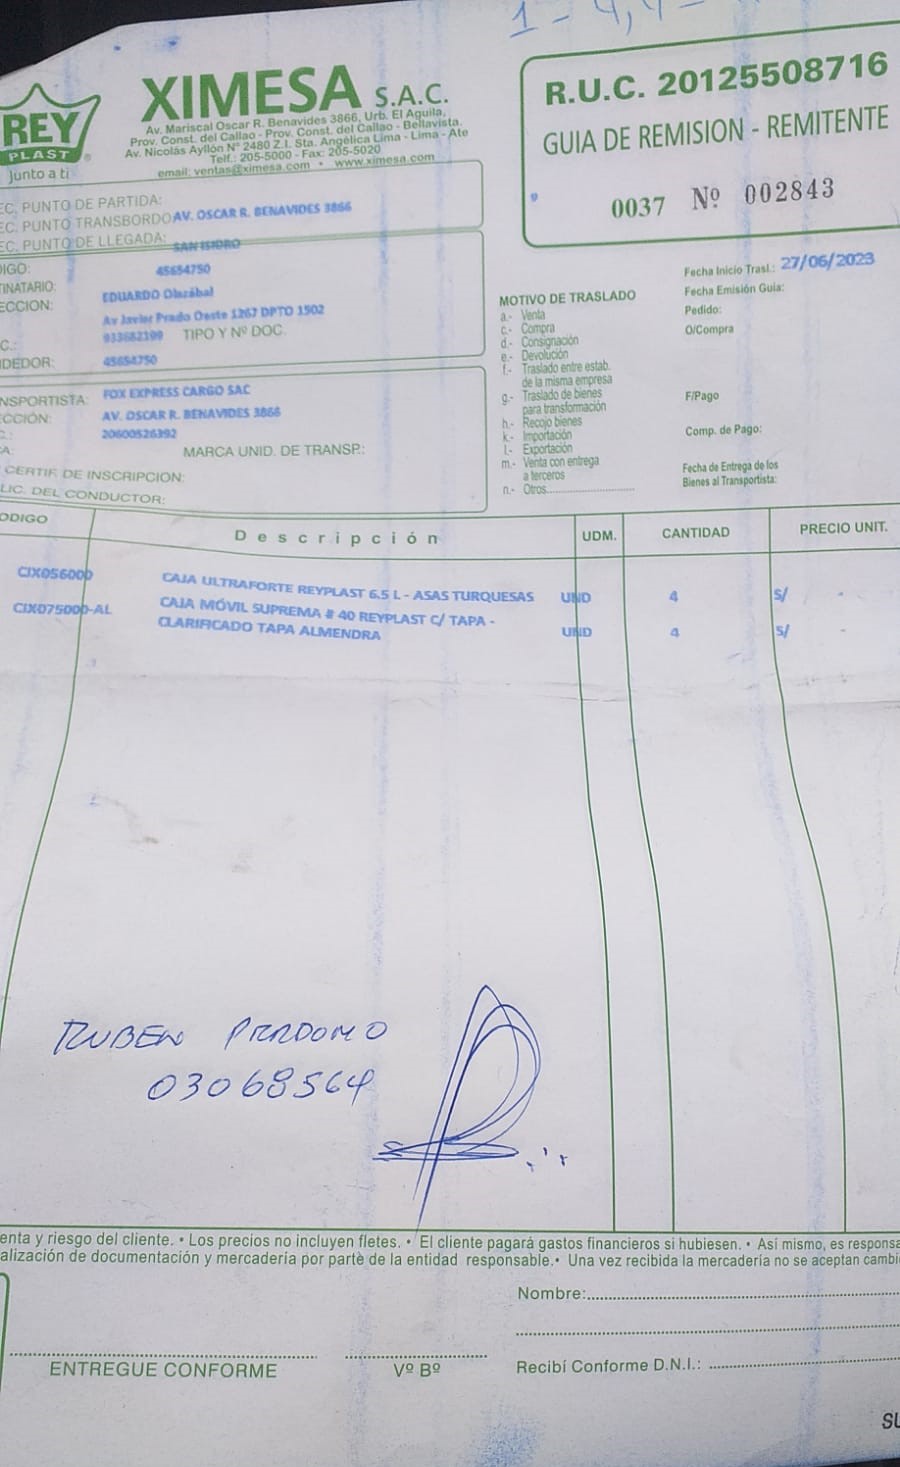 1 - 4, 4 -
REY
PLAST
Junto a ti
XIMESA S.A.C.
Av. Mariscal Oscar R. Benavides 3866, Urb. El Aguila,
Prov. Const. del Callao - Prov. Const. del Callao - Bellavista.
Av. Nicolás Ayllón Nº 2480 Z.I. Sta. Angélica Lima - Lima - Ate
Telf.: 205-5000 - Fax: 205-5020
email: ventas@ximesa.com • www.ximesa.com
R.U.C. 20125508716
GUIA DE REMISION - REMITENTE
0037 Nº 002843
EC. PUNTO DE PARTIDA:
EC. PUNTO TRANSBORDO AV. OSCAR R. BENAVIDES 3866
EC. PUNTO DE LLEGADA: SAN ISIDRO
DIGO: 45654750
TINATARIO: EDUARDO Olazábal
ECCION: Av Javier Prado Oeste 1267 DPTO 1502
C.: 933682199 TIPO Y Nº DOC.
DEDOR: 45654750
NSPORTISTA: FOX EXPRESS CARGO SAC
CCIÓN: AV. OSCAR R. BENAVIDES 3866
C.: 20600526392
A: MARCA UNID. DE TRANSP.:
CERTIF. DE INSCRIPCION:
LIC. DEL CONDUCTOR:
MOTIVO DE TRASLADO
a.- Venta
c.- Compra
d.- Consignación
e.- Devolución
f.- Traslado entre estab.
de la misma empresa
g.- Traslado de bienes
para transformación
h.- Recojo bienes
k.- Importación
l.- Exportación
m.- Venta con entrega
a terceros
n.- Otros..............................
Fecha Inicio Trasl.: 27/06/2023
Fecha Emisión Guia:
Pedido:
O/Compra
F/Pago
Comp. de Pago:
Fecha de Entrega de los
Bienes al Transportista:
ODIGO Descripción UDM. CANTIDAD PRECIO UNIT.
CIX056000 CAJA ULTRAFORTE REYPLAST 6.5 L - ASAS TURQUESAS UND 4 S/ -
CIX075000-AL CAJA MÓVIL SUPREMA # 40 REYPLAST C/ TAPA -
CLARIFICADO TAPA ALMENDRA UND 4 S/ -
RUBEN PERDOMO
03068564
enta y riesgo del cliente. • Los precios no incluyen fletes. • El cliente pagará gastos financieros si hubiesen. • Asi mismo, es responsa
alización de documentación y mercadería por parte de la entidad responsable. • Una vez recibida la mercadería no se aceptan cambi
Nombre:
ENTREGUE CONFORME
Vº Bº
Recibí Conforme D.N.I.:
SU